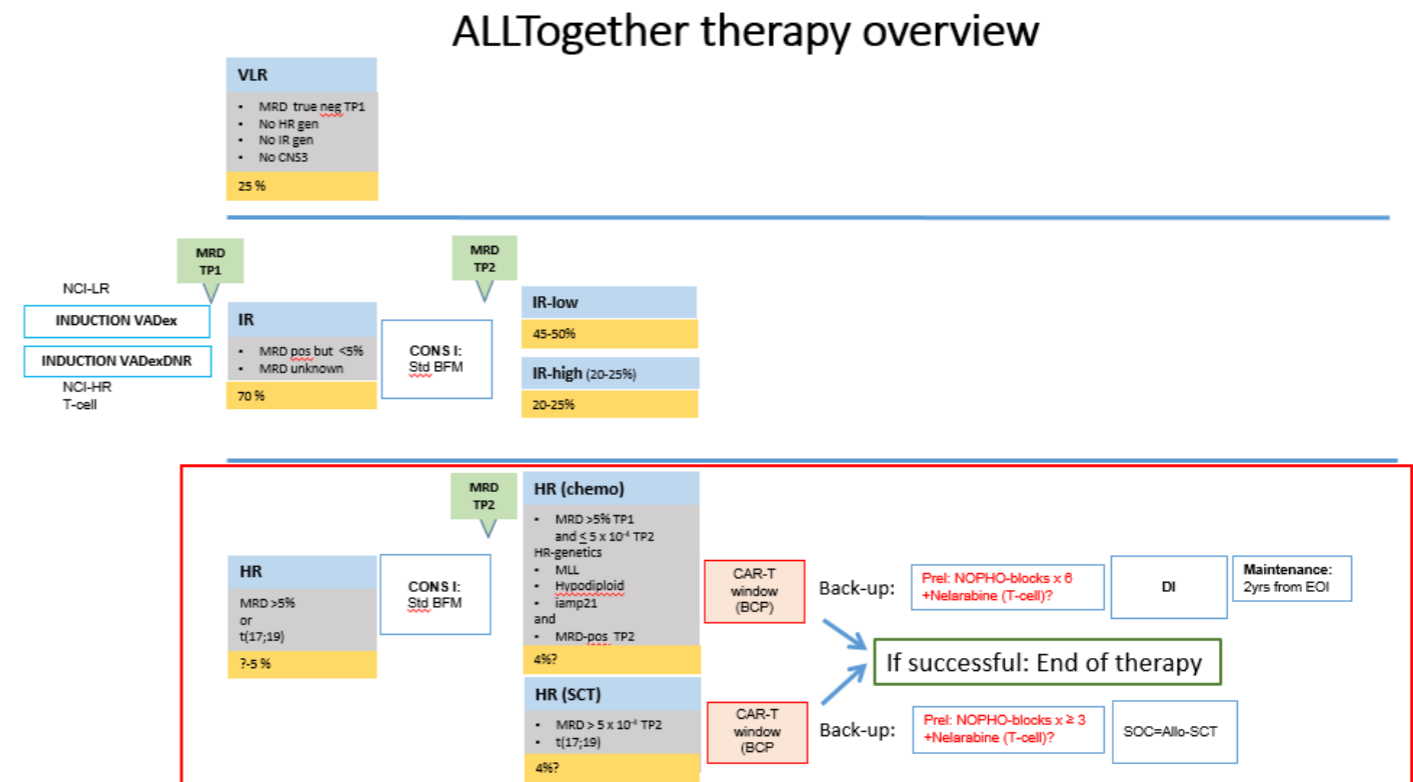 ALLTogether therapy overview
VLR
• MRD true neg TP1
• No HR gen
• No IR gen
• No CNS3
25 %
MRD
TP1
MRD
TP2
NCI-LR
INDUCTION VADex
INDUCTION VADexDNR
NCI-HR
T-cell
IR
• MRD pos but <5%
• MRD unknown
70 %
CONS I:
Std BFM
IR-low
45-50%
IR-high (20-25%)
20-25%
MRD
TP2
HR
MRD >5%
or
t(17;19)
?-5 %
CONS I:
Std BFM
HR (chemo)
• MRD >5% TP1
and ≤ 5 x 10⁻⁴ TP2
HR-genetics
• MLL
• Hypodiploid
• iamp21
and
• MRD-pos TP2
4%?
CAR-T
window
(BCP)
Back-up:
Prel: NOPHO-blocks x 6
+Nelarabine (T-cell)?
DI
Maintenance:
2yrs from EOI
If successful: End of therapy
HR (SCT)
• MRD > 5 x 10⁻⁴ TP2
• t(17;19)
4%?
CAR-T
window
(BCP
Back-up:
Prel: NOPHO-blocks x ≥ 3
+Nelarabine (T-cell)?
SOC=Allo-SCT